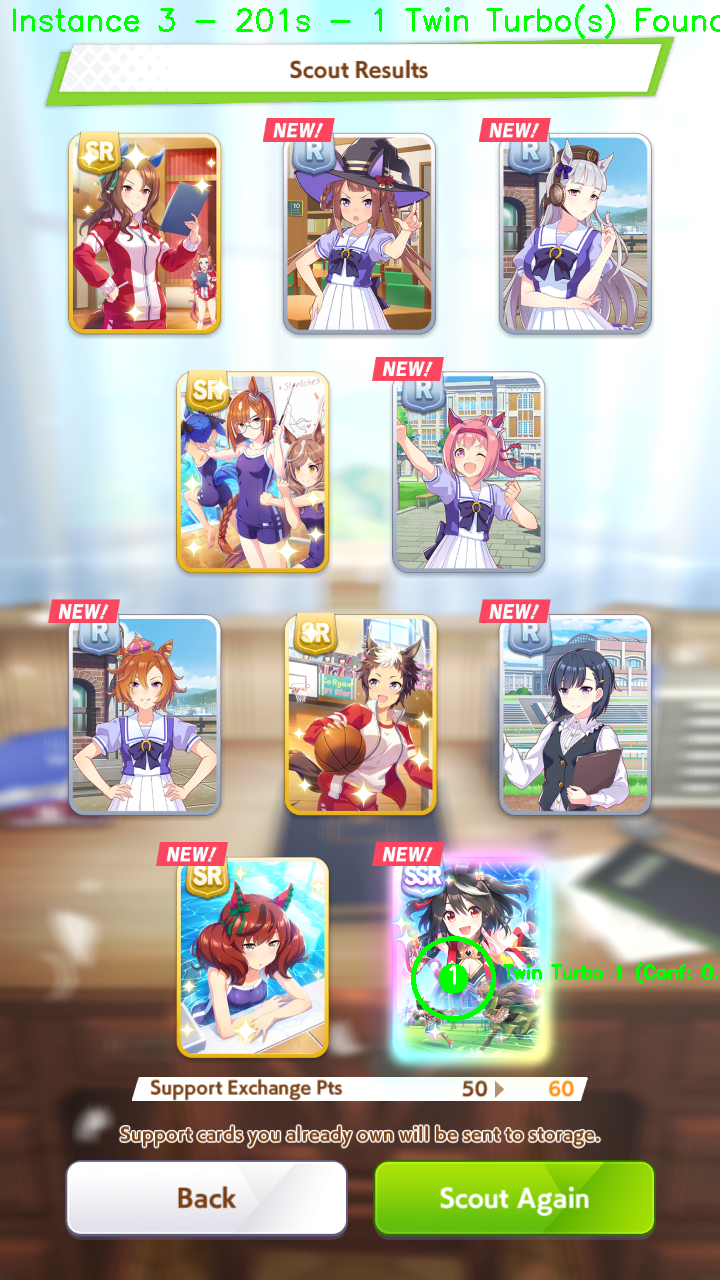 Instance 3 - 201s - 1 Twin Turbo(s) Found
Scout Results
SR
NEW!
R
NEW!
R
SR
Stretches
NEW!
R
NEW!
R
SR
NEW!
R
NEW!
SR
NEW!
SSR
1
Twin Turbo 1 (Conf: 0.
Support Exchange Pts 50 60
Support cards you already own will be sent to storage.
Back
Scout Again